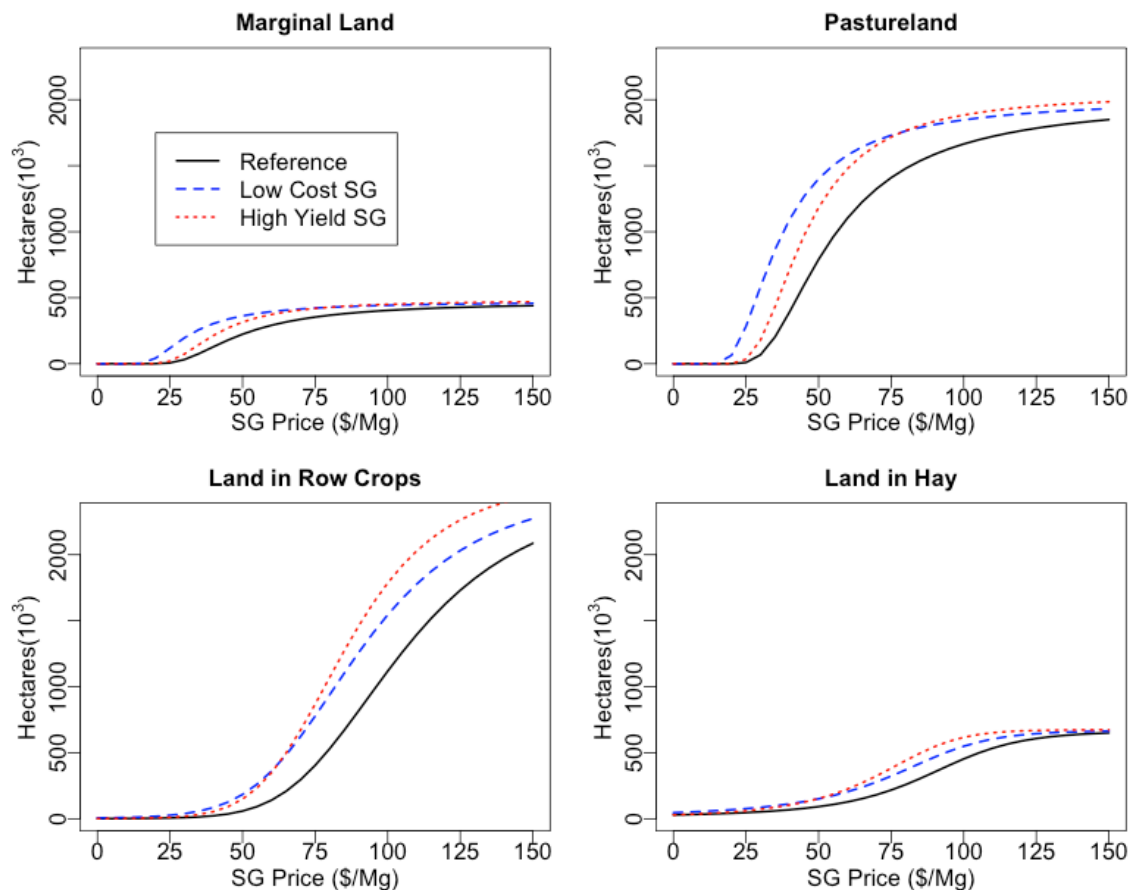 Marginal Land
Hectares(10³)
2000
1000
500
0
Reference
Low Cost SG
High Yield SG
0 25 50 75 100 125 150
SG Price ($/Mg)
Pastureland
Hectares(10³)
2000
1000
500
0
0 25 50 75 100 125 150
SG Price ($/Mg)
Land in Row Crops
Hectares(10³)
2000
1000
500
0
0 25 50 75 100 125 150
SG Price ($/Mg)
Land in Hay
Hectares(10³)
2000
1000
500
0
0 25 50 75 100 125 150
SG Price ($/Mg)